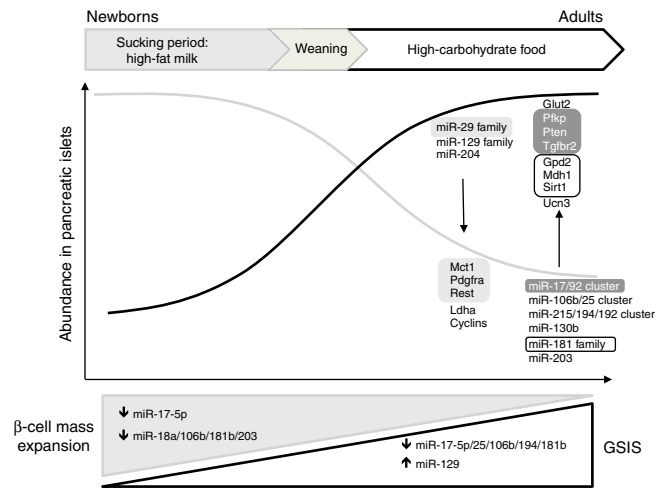 Newborns
Adults
Sucking period:
high-fat milk
Weaning
High-carbohydrate food
Abundance in pancreatic islets
miR-29 family
miR-129 family
miR-204
Glut2
Pfkp
Pten
Tgfbr2
Gpd2
Mdh1
Sirt1
Ucn3
Mct1
Pdgfra
Rest
Ldha
Cyclins
miR-17/92 cluster
miR-106b/25 cluster
miR-215/194/192 cluster
miR-130b
miR-181 family
miR-203
β-cell mass
expansion
↓ miR-17-5p
↓ miR-18a/106b/181b/203
↓ miR-17-5p/25/106b/194/181b
↑ miR-129
GSIS